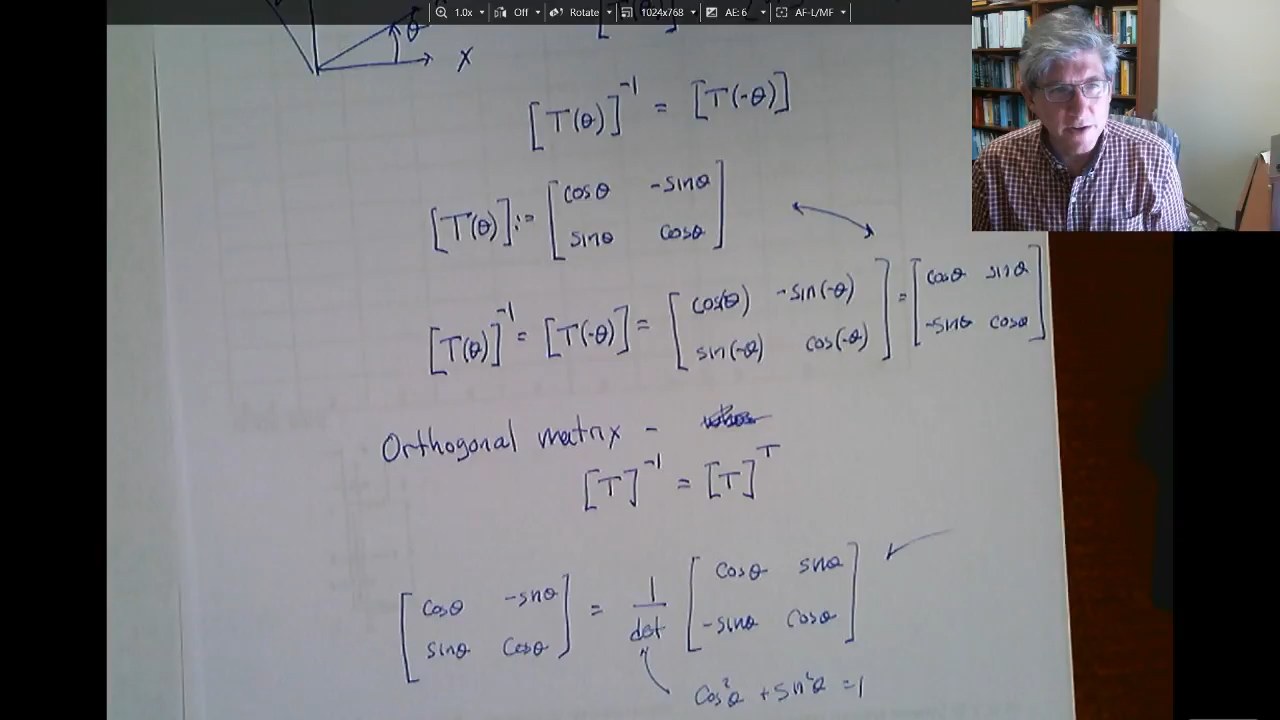 1.0x Off Rotate 1024x768 AE: 6 AF-L/MF
θ
X
[T(θ)]⁻¹ = [T(-θ)]
[T(θ)] := [cosθ -sinθ
sinθ cosθ]
[T(θ)]⁻¹ = [T(-θ)] = [cos(θ) -sin(-θ) = [cosθ sinθ
sin(-θ) cos(-θ)] -sinθ cosθ]
Orthogonal matrix -
[T]⁻¹ = [T]ᵀ
[cosθ -sinθ = 1/det [cosθ sinθ
sinθ cosθ] -sinθ cosθ]
cos²θ + sin²θ = 1